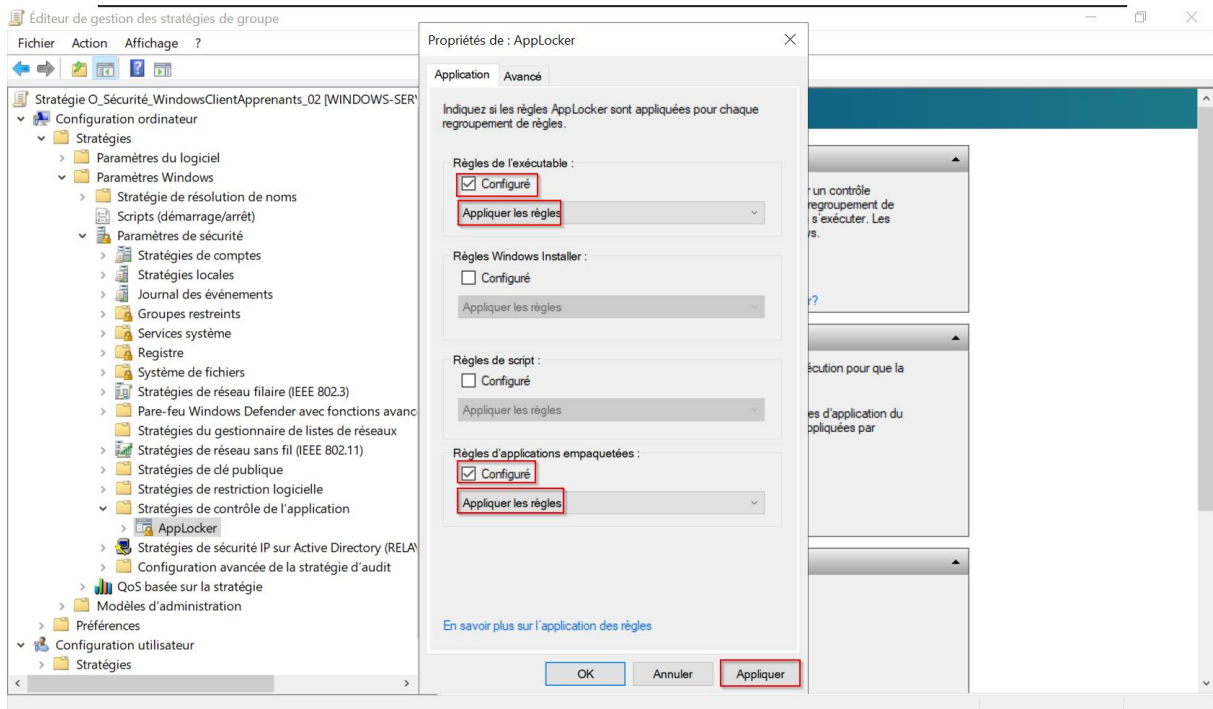 Éditeur de gestion des stratégies de groupe
Fichier Action Affichage ?
Stratégie O_Sécurité_WindowsClientApprenants_02 [WINDOWS-SER
Configuration ordinateur
Stratégies
Paramètres du logiciel
Paramètres Windows
Stratégie de résolution de noms
Scripts (démarrage/arrêt)
Paramètres de sécurité
Stratégies de comptes
Stratégies locales
Journal des événements
Groupes restreints
Services système
Registre
Système de fichiers
Stratégies de réseau filaire (IEEE 802.3)
Pare-feu Windows Defender avec fonctions avanc
Stratégies du gestionnaire de listes de réseaux
Stratégies de réseau sans fil (IEEE 802.11)
Stratégies de clé publique
Stratégies de restriction logicielle
Stratégies de contrôle de l'application
AppLocker
Stratégies de sécurité IP sur Active Directory (RELA
Configuration avancée de la stratégie d'audit
QoS basée sur la stratégie
Modèles d'administration
Préférences
Configuration utilisateur
Stratégies
Propriétés de : AppLocker
Application Avancé
Indiquez si les règles AppLocker sont appliquées pour chaque
regroupement de règles.
Règles de l'exécutable :
Configuré
Appliquer les règles
Règles Windows Installer :
Configuré
Appliquer les règles
Règles de script :
Configuré
Appliquer les règles
Règles d'applications empaquetées :
Configuré
Appliquer les règles
En savoir plus sur l'application des règles
OK Annuler Appliquer
un contrôle
regroupement de
s'exécuter. Les
s.
?
écution pour que la
es d'application du
ppliquées par